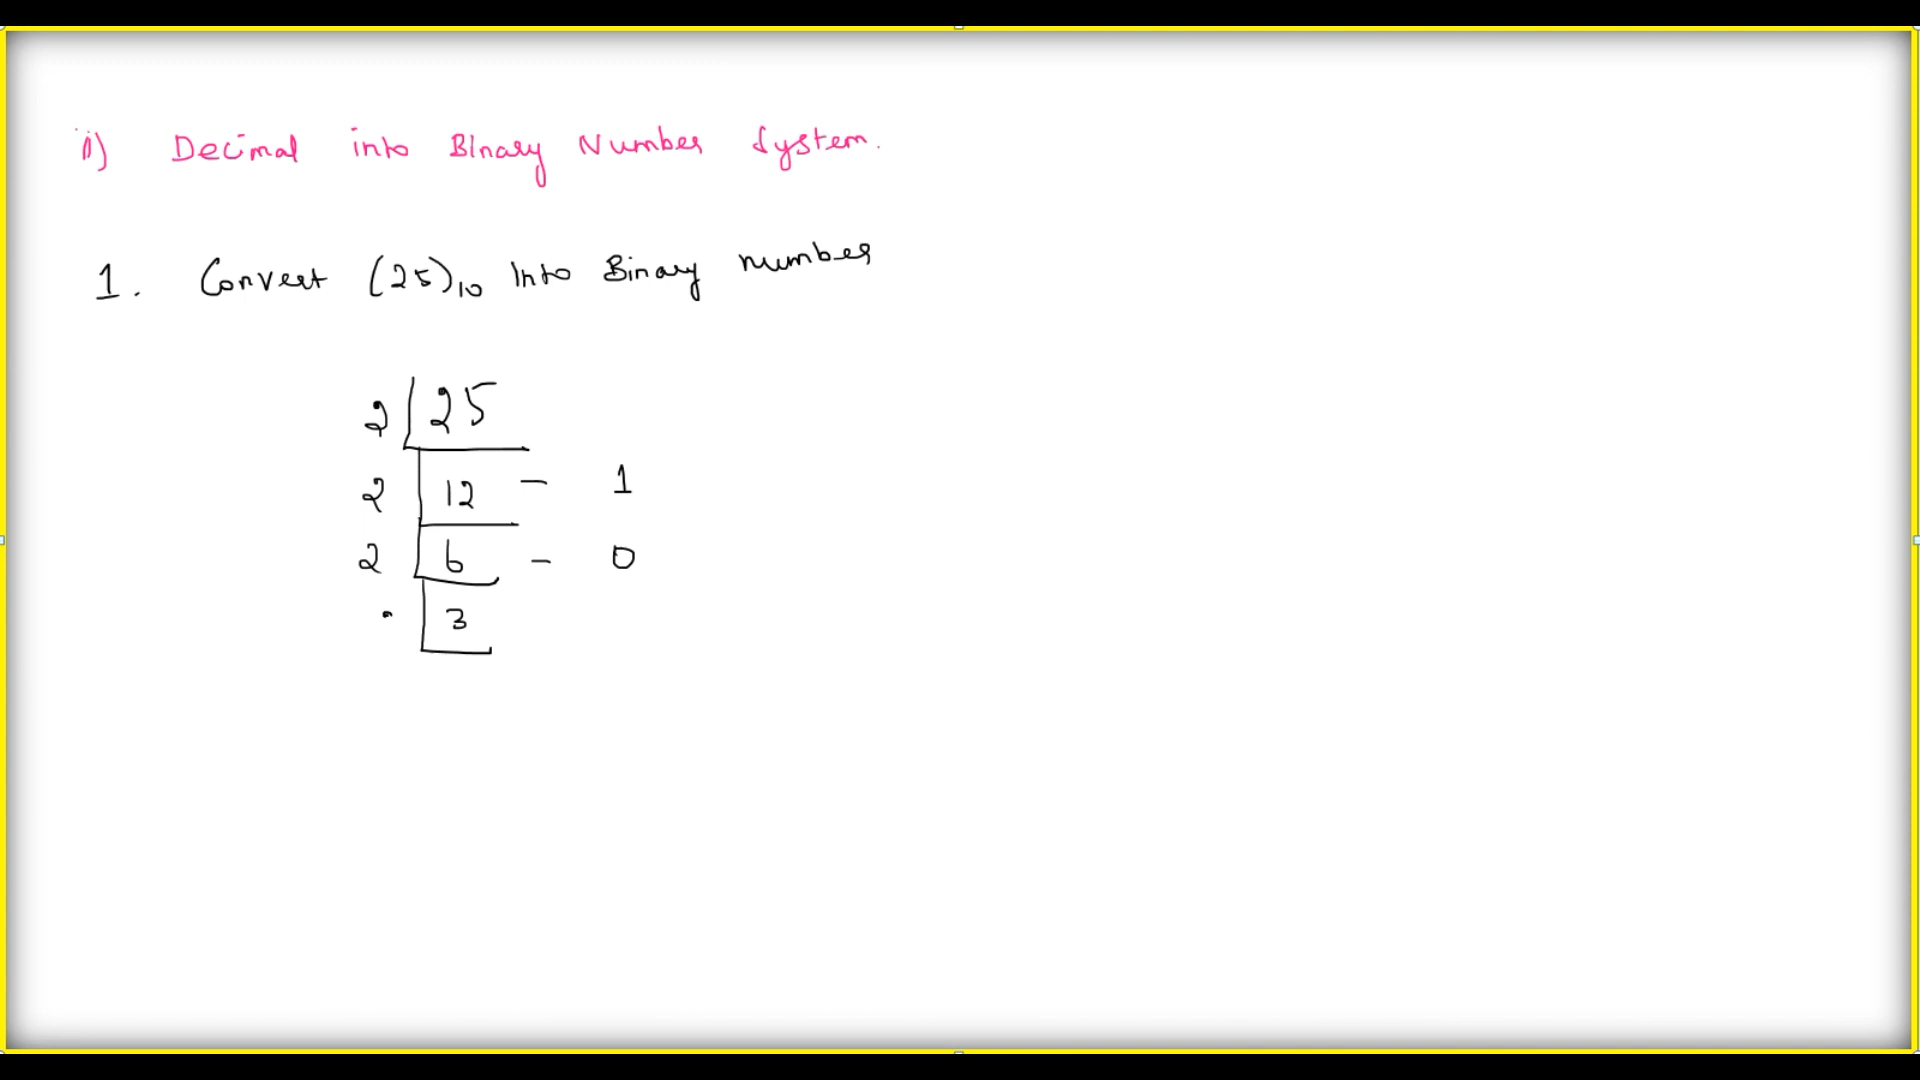 ii) Decimal into Binary Number System.
1. Convert (25)10 Into Binary number
2 | 25
2 | 12 - 1
2 | 6 - 0
| 3